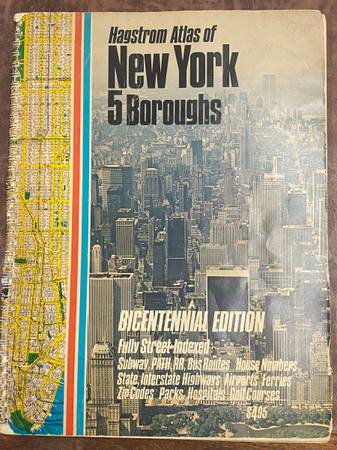 Hagstrom Atlas of
New York
5 Boroughs
BICENTENNIAL EDITION
Fully Street-Indexed
Subway, PATH, RR, Bus Routes House Numbers
State, Interstate Highways Airports Ferries
Zip Codes Parks, Hospitals Golf Courses
$4.95